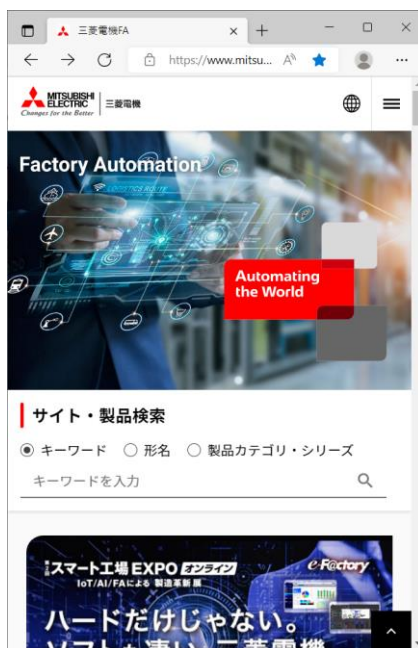 三菱電機FA
https://www.mitsu...
MITSUBISHI
ELECTRIC
Changes for the Better
三菱電機
Factory Automation
LOGISTICS ROUTE
Automating
the World
サイト・製品検索
キーワード 形名 製品カテゴリ・シリーズ
キーワードを入力
スマート工場 EXPO オンライン
IoT/AI/FAによる 製造革新展
e-F@ctory
ハードだけじゃない。